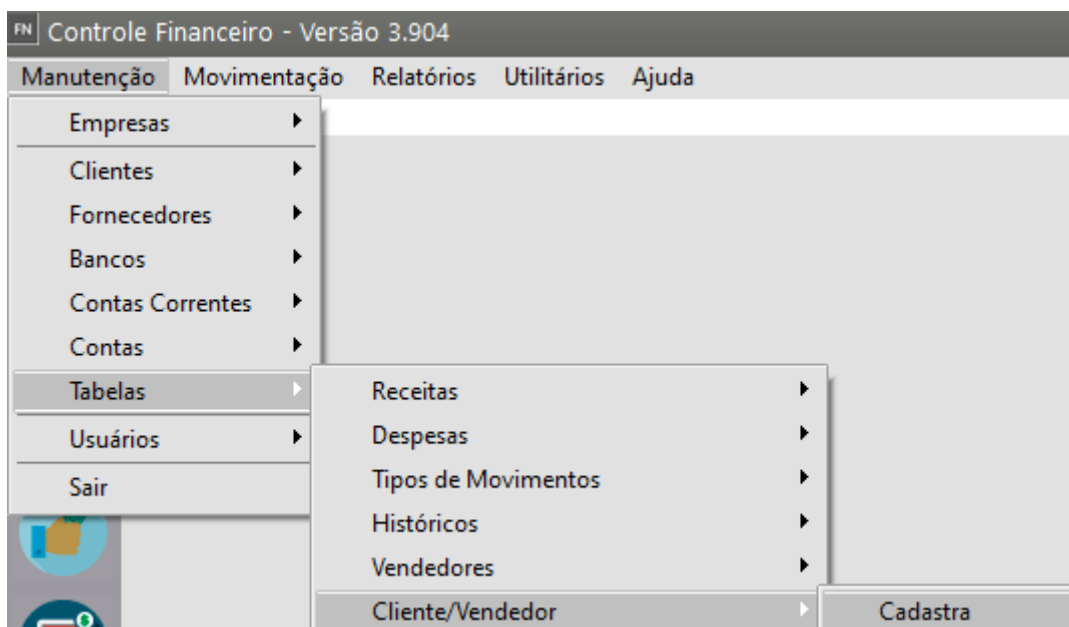 FN Controle Financeiro - Versão 3.904
Manutenção Movimentação Relatórios Utilitários Ajuda
Empresas
Clientes
Fornecedores
Bancos
Contas Correntes
Contas
Tabelas
Usuários
Sair
Receitas
Despesas
Tipos de Movimentos
Históricos
Vendedores
Cliente/Vendedor
Cadastra